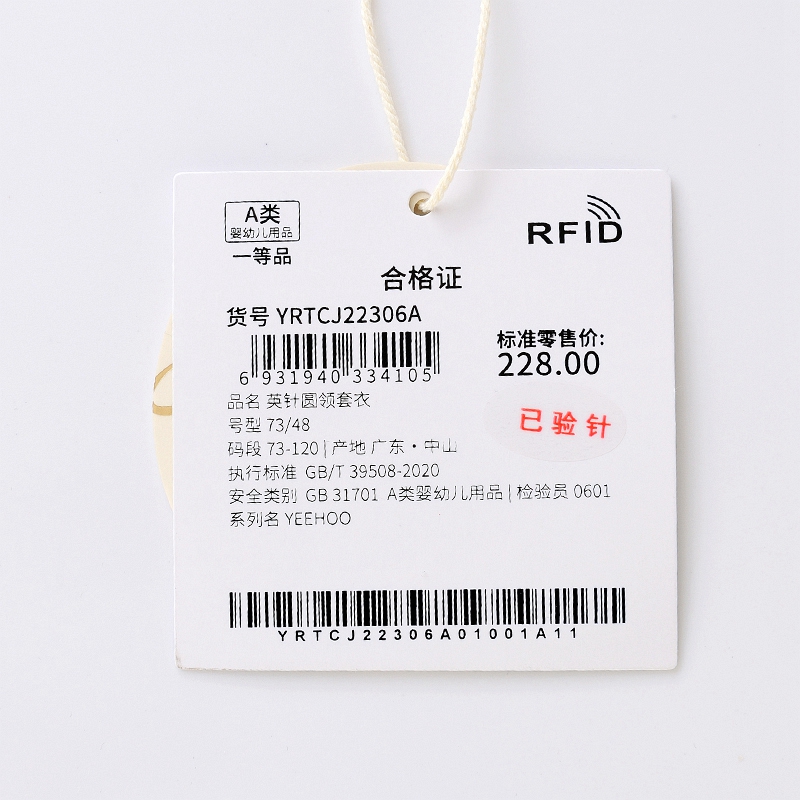 A类
婴幼儿用品
一等品
RFID
合格证
货号 YRTCJ22306A
6 931940 334105
标准零售价:
228.00
品名 英针圆领套衣
号型 73/48
码段 73-120 | 产地 广东·中山
已验针
执行标准 GB/T 39508-2020
安全类别 GB 31701 A类婴幼儿用品 | 检验员 0601
系列名 YEEHOO
YRTCJ22306A01001A11